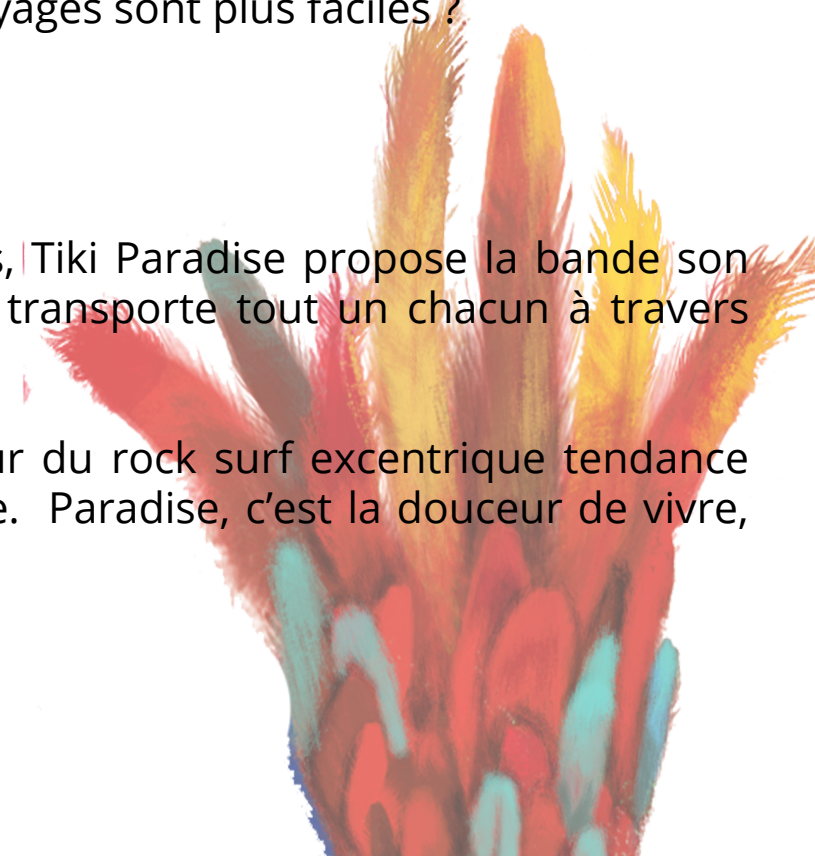 sont plus faciles ?
Tiki Paradise propose la bande son
transporte tout un chacun à travers
du rock surf excentrique tendance
Paradise, c’est la douceur de vivre,